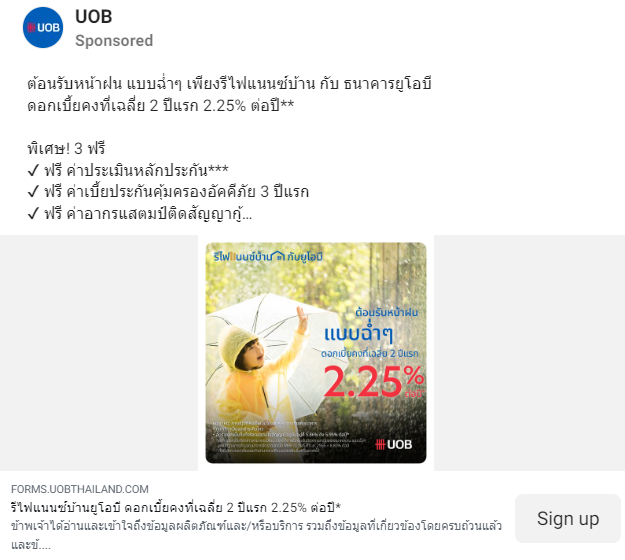 UOB
UOB
Sponsored
ต้อนรับหน้าฝน แบบฉ่ำๆ เพียงรีไฟแนนซ์บ้าน กับ ธนาคารยูโอบี
ดอกเบี้ยคงที่เฉลี่ย 2 ปีแรก 2.25% ต่อปี**
พิเศษ! 3 ฟรี
✓ ฟรี ค่าประเมินหลักประกัน***
✓ ฟรี ค่าเบี้ยประกันคุ้มครองอัคคีภัย 3 ปีแรก
✓ ฟรี ค่าอากรแสตมป์ติดสัญญากู้...
รีไฟแนนซ์บ้าน กับยูโอบี
ต้อนรับหน้าฝน
แบบฉ่ำๆ
ดอกเบี้ยคงที่เฉลี่ย 2 ปีแรก
2.25%
ต่อปี
UOB
FORMS.UOBTHAILAND.COM
รีไฟแนนซ์บ้านยูโอบี ดอกเบี้ยคงที่เฉลี่ย 2 ปีแรก 2.25% ต่อปี*
ข้าพเจ้าได้อ่านและเข้าใจถึงข้อมูลผลิตภัณฑ์และ/หรือบริการ รวมถึงข้อมูลที่เกี่ยวข้องโดยครบถ้วนแล้ว
และข้....
Sign up